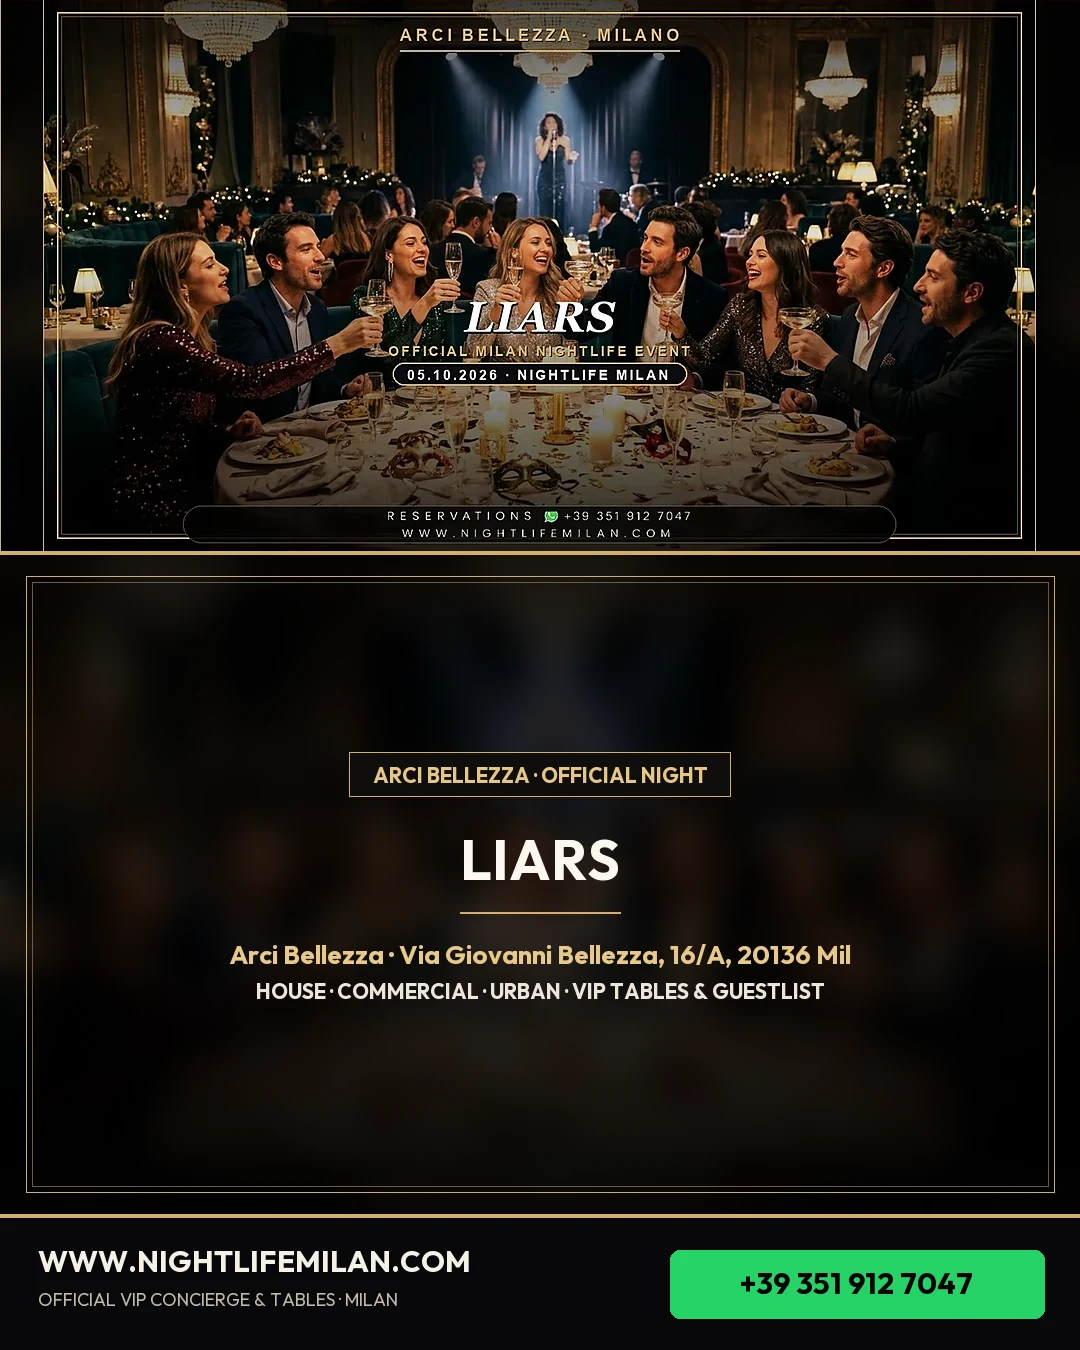 ARCI BELLEZZA · MILANO
LIARS
OFFICIAL MILAN NIGHTLIFE EVENT
05.10.2026 · NIGHTLIFE MILAN
RESERVATIONS +39 351 912 7047
WWW.NIGHTLIFEMILAN.COM
ARCI BELLEZZA · OFFICIAL NIGHT
LIARS
Arci Bellezza · Via Giovanni Bellezza, 16/A, 20136 Mil
HOUSE · COMMERCIAL · URBAN · VIP TABLES & GUESTLIST
WWW.NIGHTLIFEMILAN.COM
OFFICIAL VIP CONCIERGE & TABLES · MILAN
+39 351 912 7047